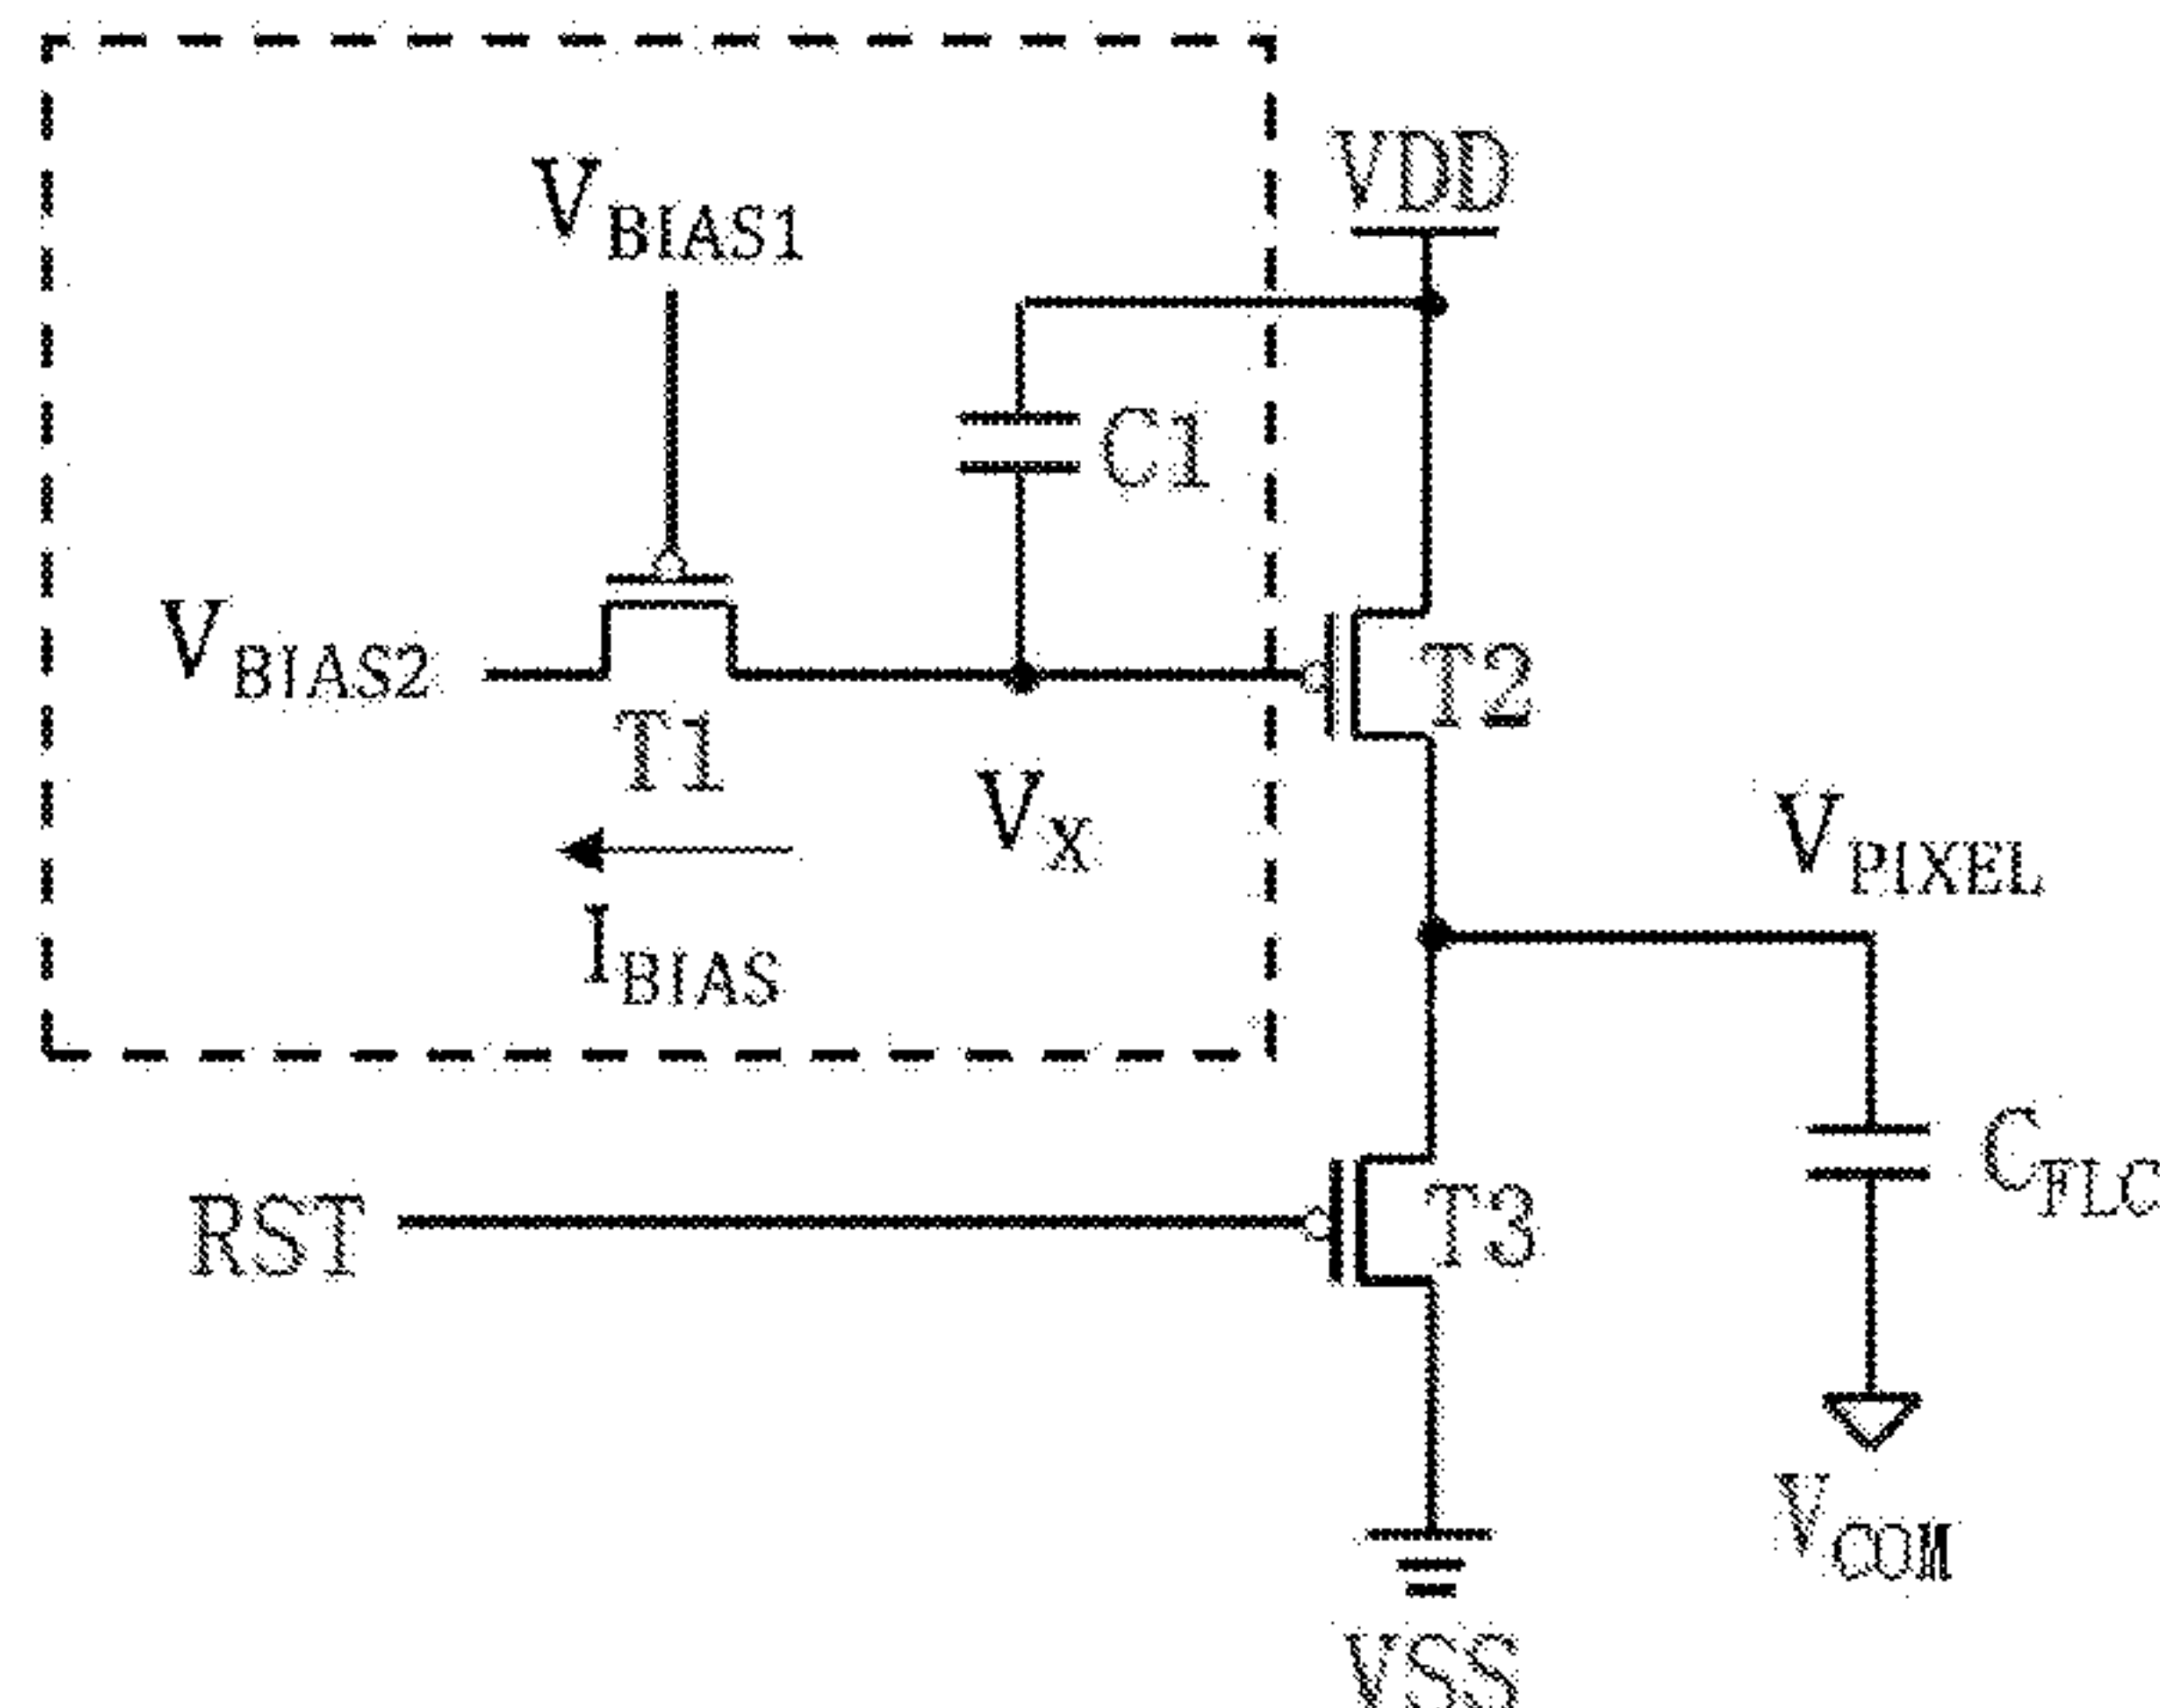 VDD
VBIAS1
C1
VBIAS2
T2
T1
VX
VPIXEL
IBIAS
CFLC
RST
T3
VCOM
VSS